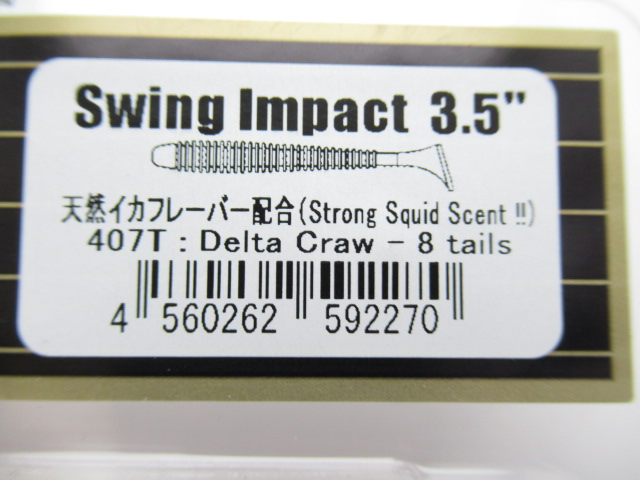 Swing Impact 3.5"
天然イカフレーバー配合(Strong Squid Scent !!)
407T : Delta Craw - 8 tails
4 560262 592270